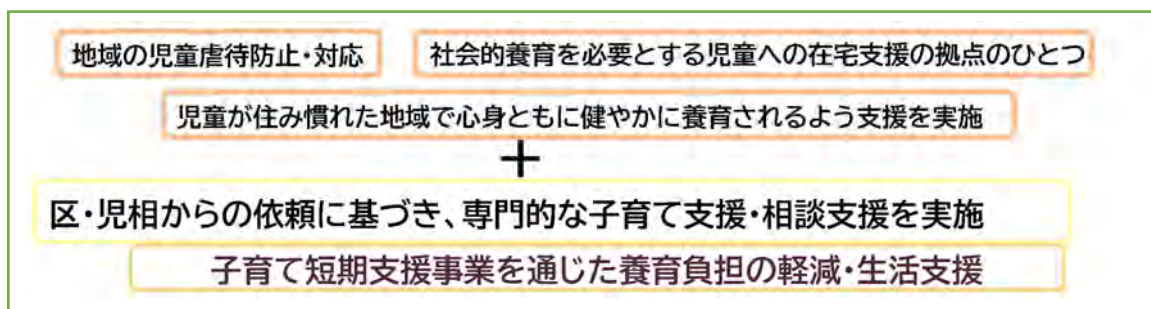 地域の児童虐待防止・対応　社会的養育を必要とする児童への在宅支援の拠点のひとつ
児童が住み慣れた地域で心身ともに健やかに養育されるよう支援を実施
＋
区・児相からの依頼に基づき、専門的な子育て支援・相談支援を実施
子育て短期支援事業を通じた養育負担の軽減・生活支援